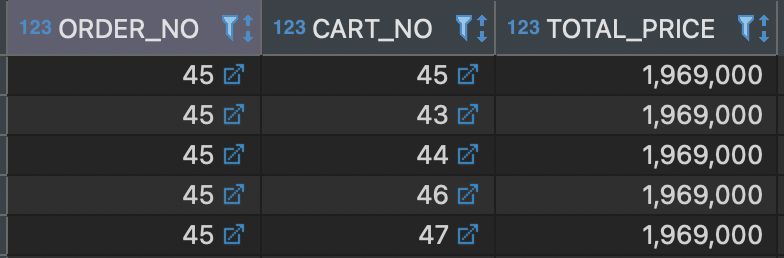 123 ORDER_NO 123 CART_NO 123 TOTAL_PRICE
45 45 1,969,000
45 43 1,969,000
45 44 1,969,000
45 46 1,969,000
45 47 1,969,000